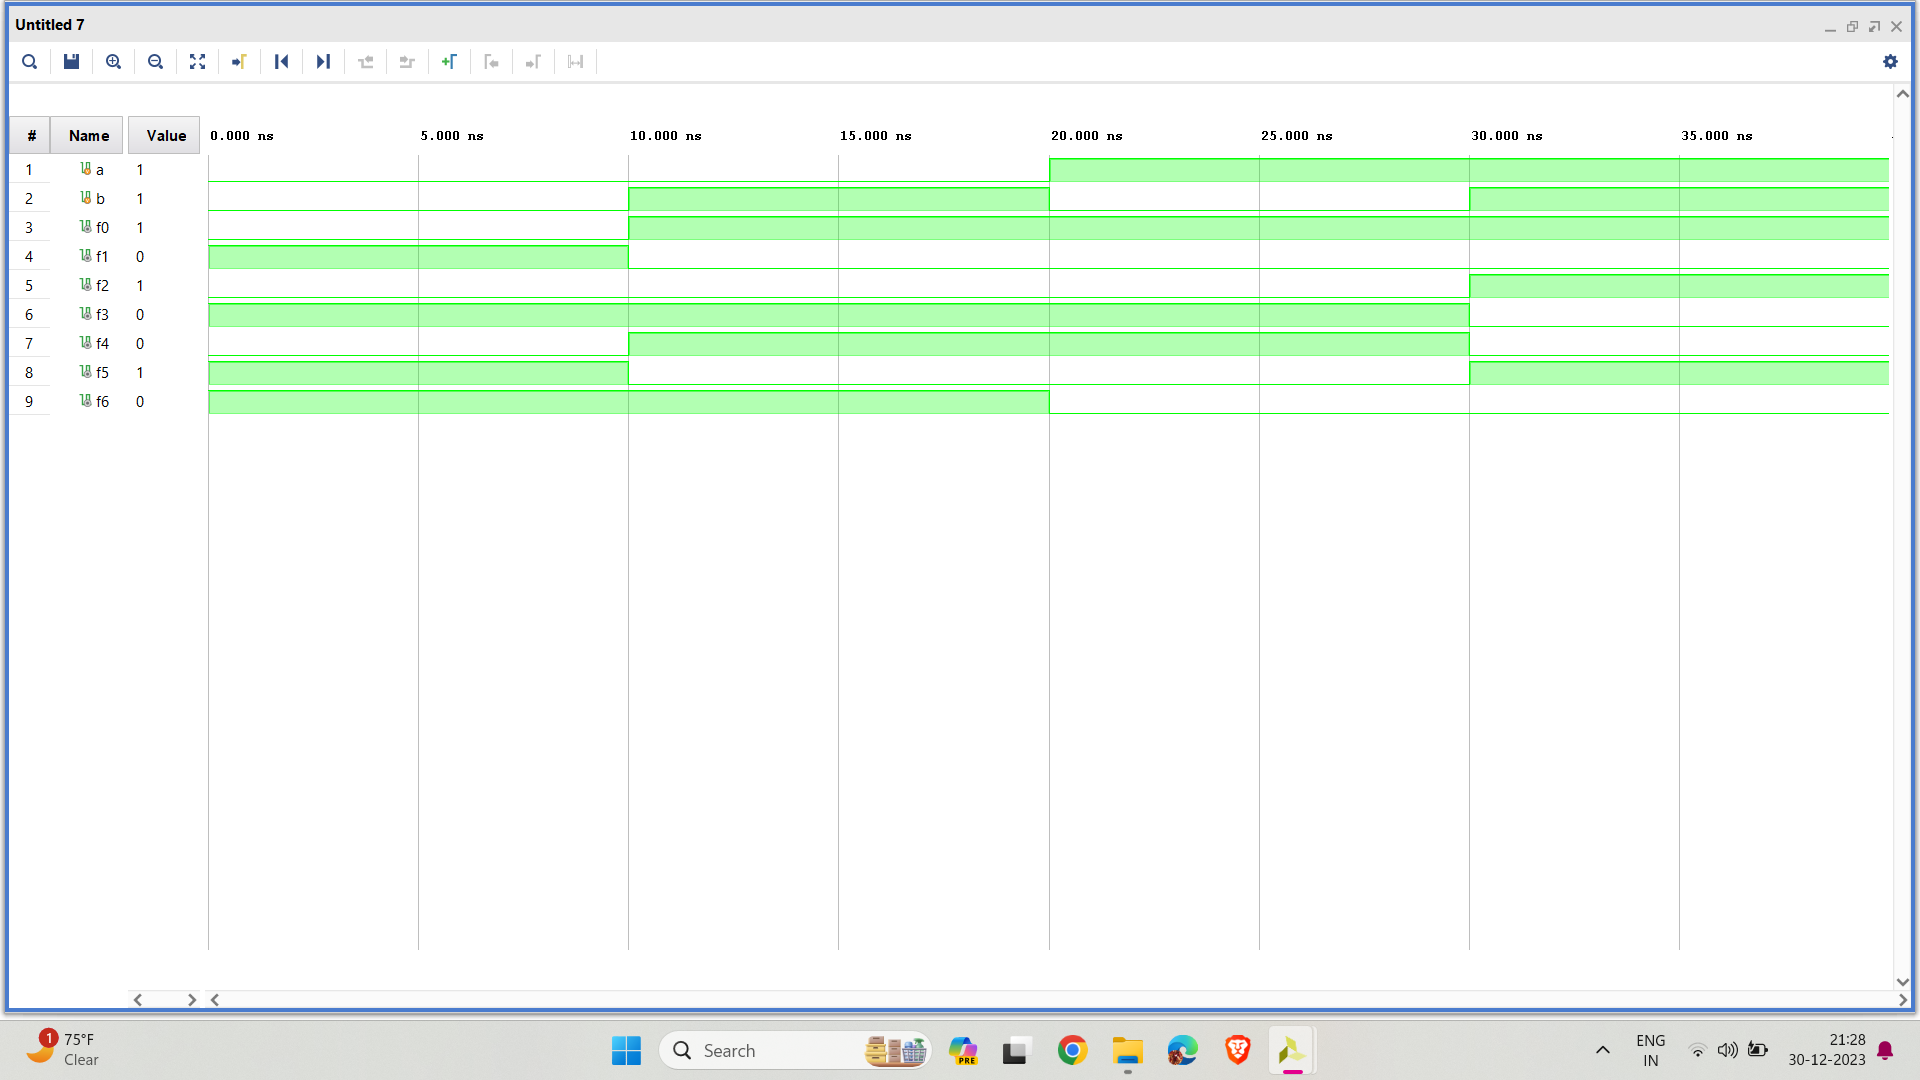 Untitled 7
# Name Value 0.000 ns 5.000 ns 10.000 ns 15.000 ns 20.000 ns 25.000 ns 30.000 ns 35.000 ns
1 a 1
2 b 1
3 f0 1
4 f1 0
5 f2 1
6 f3 0
7 f4 0
8 f5 1
9 f6 0
1 75°F
Clear
Search
PRE
ENG
IN
21:28
30-12-2023